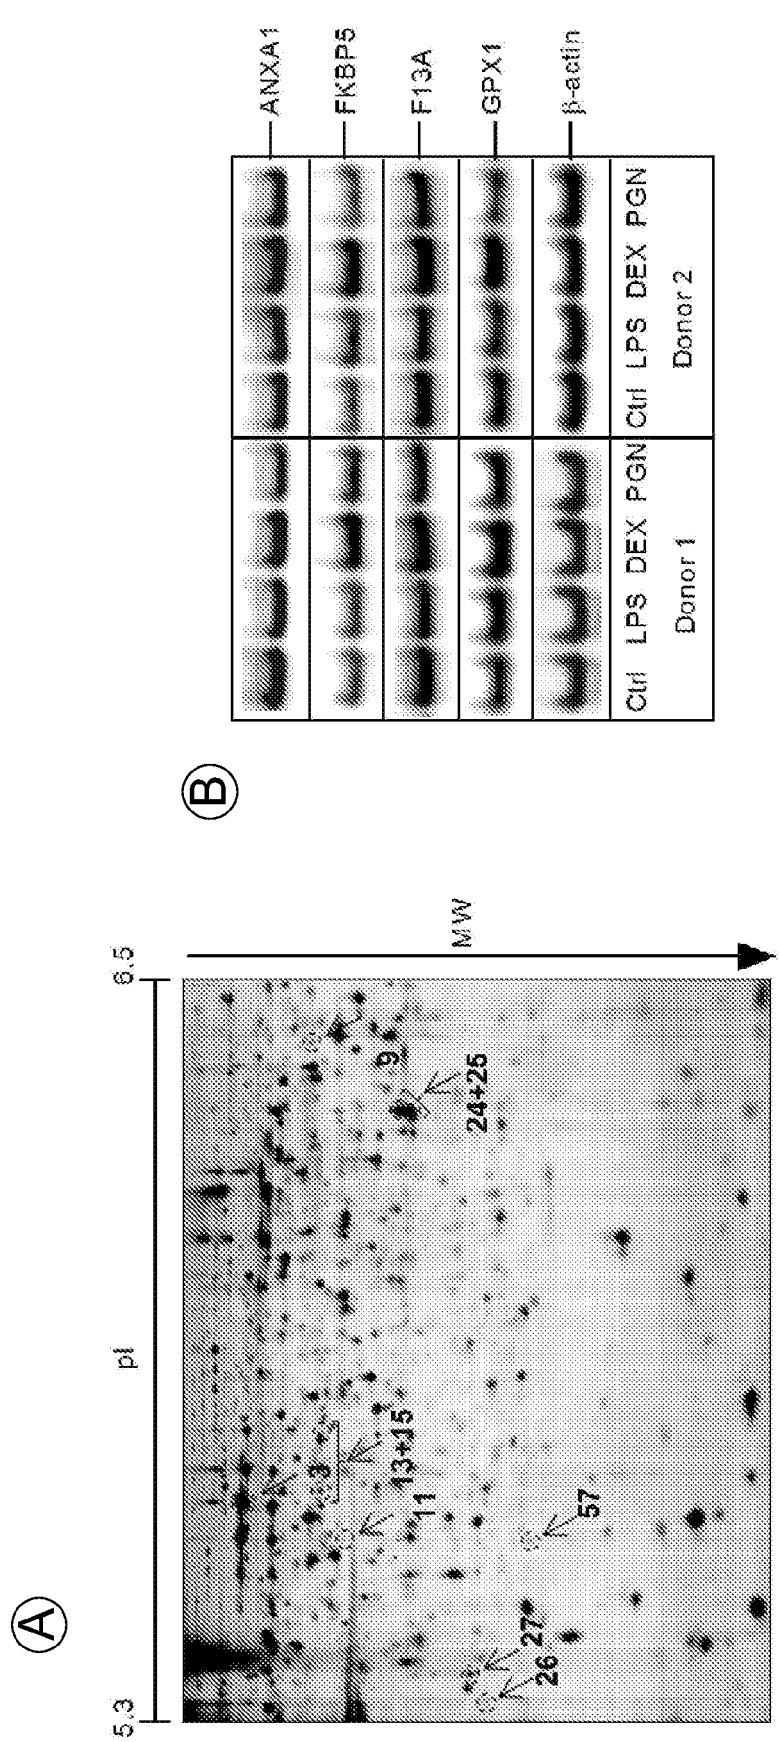 A
5.3
pI
6.5
MW
3
9
13+15
11
24+25
57
27
26
B
ANXA1
FKBP5
F13A
GPX1
β-actin
Ctrl LPS DEX PGN
Ctrl LPS DEX PGN
Donor 1
Donor 2